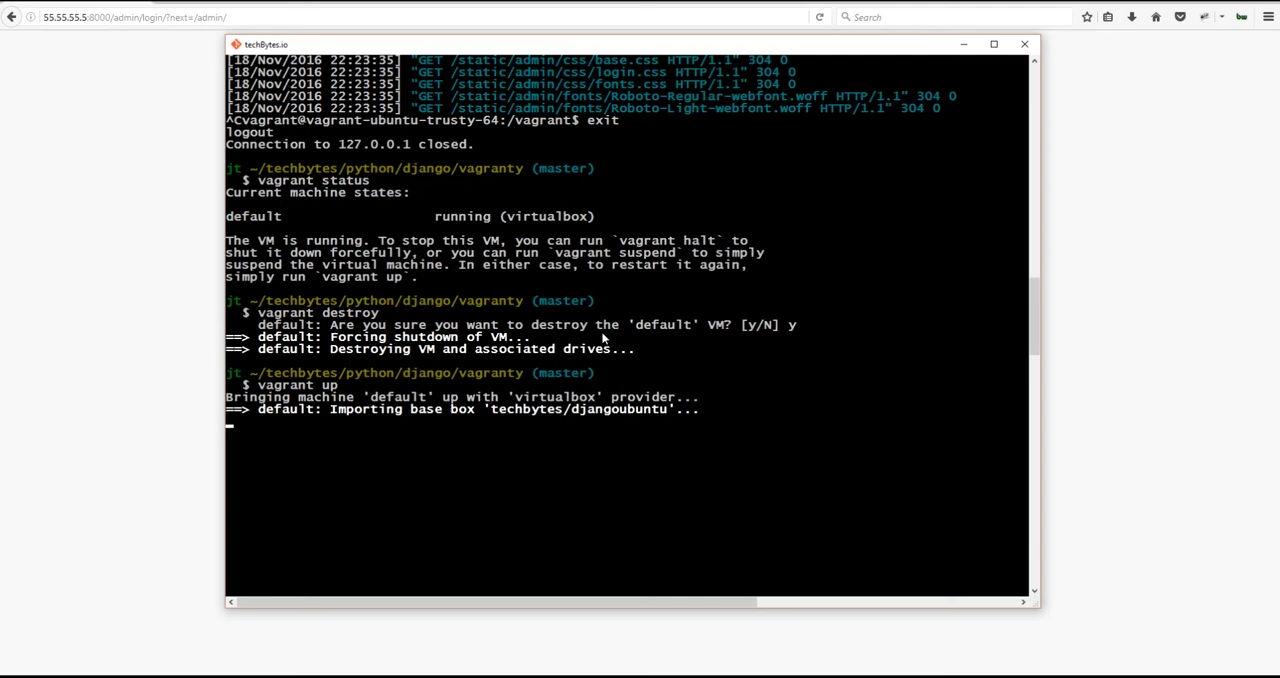 55.55.55.5:8000/admin/login/?next=/admin/
Search
techBytes.io
[18/Nov/2016 22:23:35] "GET /static/admin/css/base.css HTTP/1.1" 304 0
[18/Nov/2016 22:23:35] "GET /static/admin/css/login.css HTTP/1.1" 304 0
[18/Nov/2016 22:23:35] "GET /static/admin/css/fonts.css HTTP/1.1" 304 0
[18/Nov/2016 22:23:35] "GET /static/admin/fonts/Roboto-Regular-webfont.woff HTTP/1.1" 304 0
[18/Nov/2016 22:23:35] "GET /static/admin/fonts/Roboto-Light-webfont.woff HTTP/1.1" 304 0
^Cvagrant@vagrant-ubuntu-trusty-64:/vagrant$ exit
logout
Connection to 127.0.0.1 closed.
jt ~/techbytes/python/django/vagranty (master)
$ vagrant status
Current machine states:
default running (virtualbox)
The VM is running. To stop this VM, you can run `vagrant halt` to
shut it down forcefully, or you can run `vagrant suspend` to simply
suspend the virtual machine. In either case, to restart it again,
simply run `vagrant up`.
jt ~/techbytes/python/django/vagranty (master)
$ vagrant destroy
default: Are you sure you want to destroy the 'default' VM? [y/N] y
==> default: Forcing shutdown of VM...
==> default: Destroying VM and associated drives...
jt ~/techbytes/python/django/vagranty (master)
$ vagrant up
Bringing machine 'default' up with 'virtualbox' provider...
==> default: Importing base box 'techbytes/djangoubuntu'...